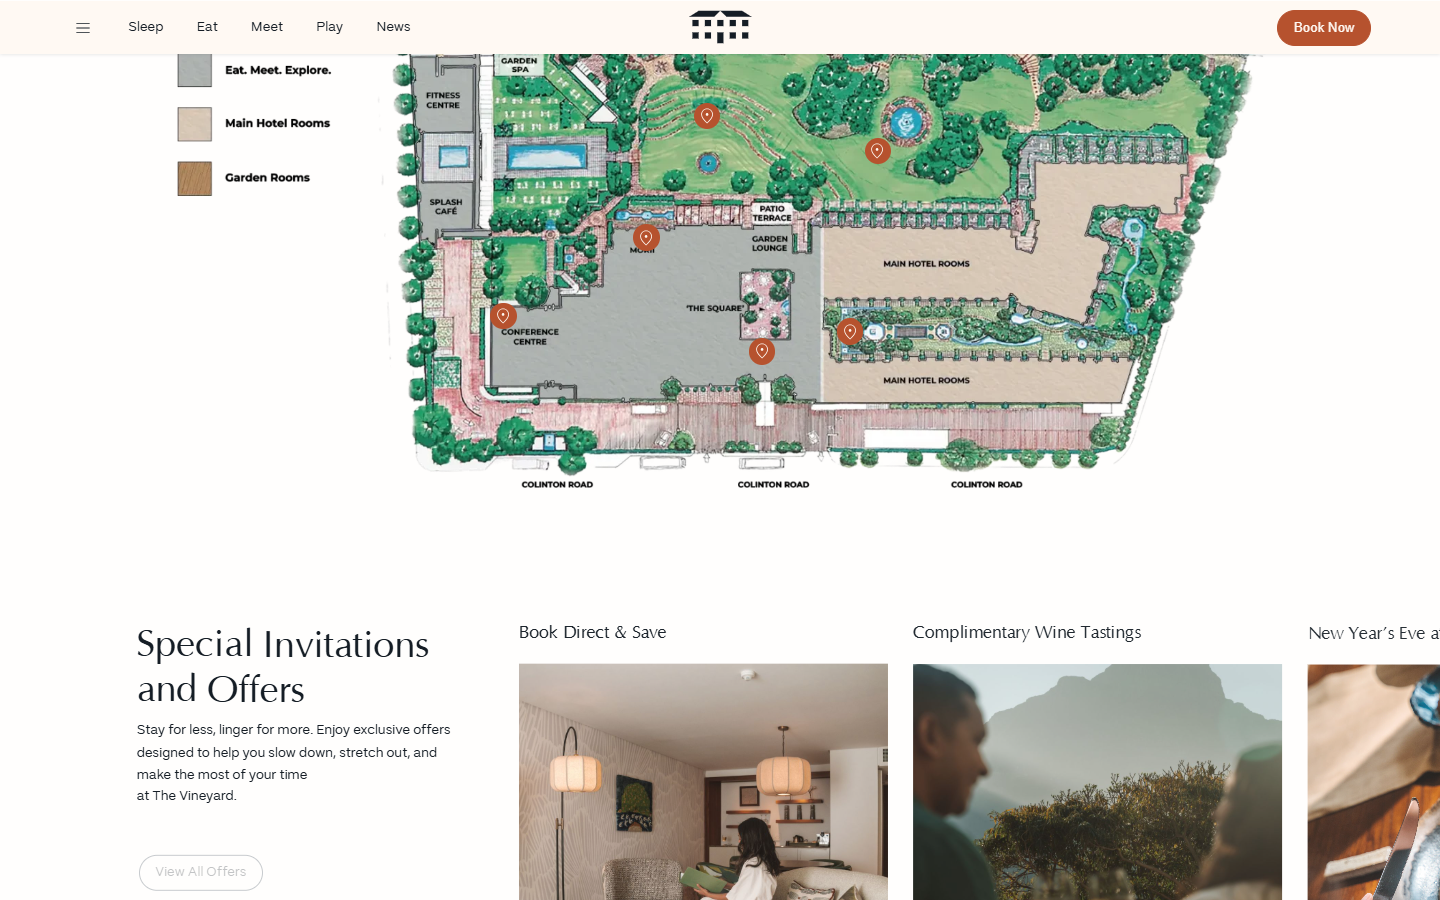 Sleep
Eat
Meet
Play
News
Book Now
Eat. Meet. Explore.
Main Hotel Rooms
Garden Rooms
GARDEN
SPA
FITNESS
CENTRE
SPLASH
CAFÉ
PATIO
TERRACE
GARDEN
LOUNGE
MAIN HOTEL ROOMS
'THE SQUARE'
CONFERENCE
CENTRE
MAIN HOTEL ROOMS
COLINTON ROAD
COLINTON ROAD
COLINTON ROAD
Special Invitations
and Offers
Stay for less, linger for more. Enjoy exclusive offers
designed to help you slow down, stretch out, and
make the most of your time
at The Vineyard.
View All Offers
Book Direct & Save
Complimentary Wine Tastings
New Year's Eve